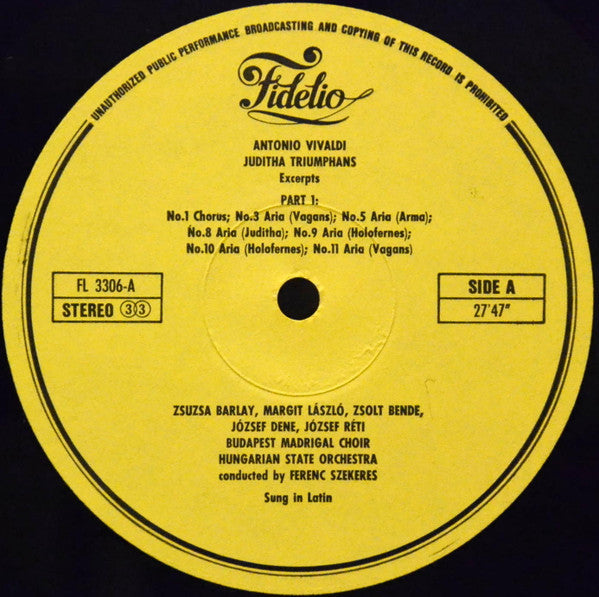 UNAUTHORIZED PUBLIC PERFORMANCE BROADCASTING AND COPYING OF THIS RECORD IS PROHIBITED
Fidelio
ANTONIO VIVALDI
JUDITHA TRIUMPHANS
Excerpts
PART 1:
No.1 Chorus; No.3 Aria (Vagans); No.5 Aria (Arma);
No.8 Aria (Juditha); No.9 Aria (Holofernes);
No.10 Aria (Holofernes); No.11 Aria (Vagans)
FL 3306-A
STEREO 33
SIDE A
27'47"
ZSUZSA BARLAY, MARGIT LÁSZLÓ, ZSOLT BENDE,
JÓZSEF DENE, JÓZSEF RÉTI
BUDAPEST MADRIGAL CHOIR
HUNGARIAN STATE ORCHESTRA
conducted by FERENC SZEKERES
Sung in Latin